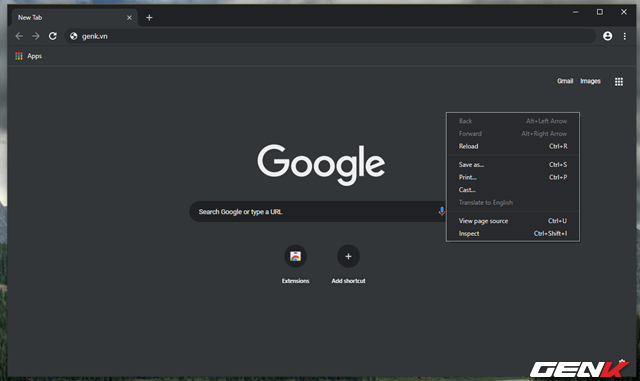 New Tab
genk.vn
Apps
Gmail Images
Back Alt+Left Arrow
Forward Alt+Right Arrow
Reload Ctrl+R
Save as... Ctrl+S
Print... Ctrl+P
Cast...
Translate to English
View page source Ctrl+U
Inspect Ctrl+Shift+I
Google
Search Google or type a URL
Extensions Add shortcut
GENK